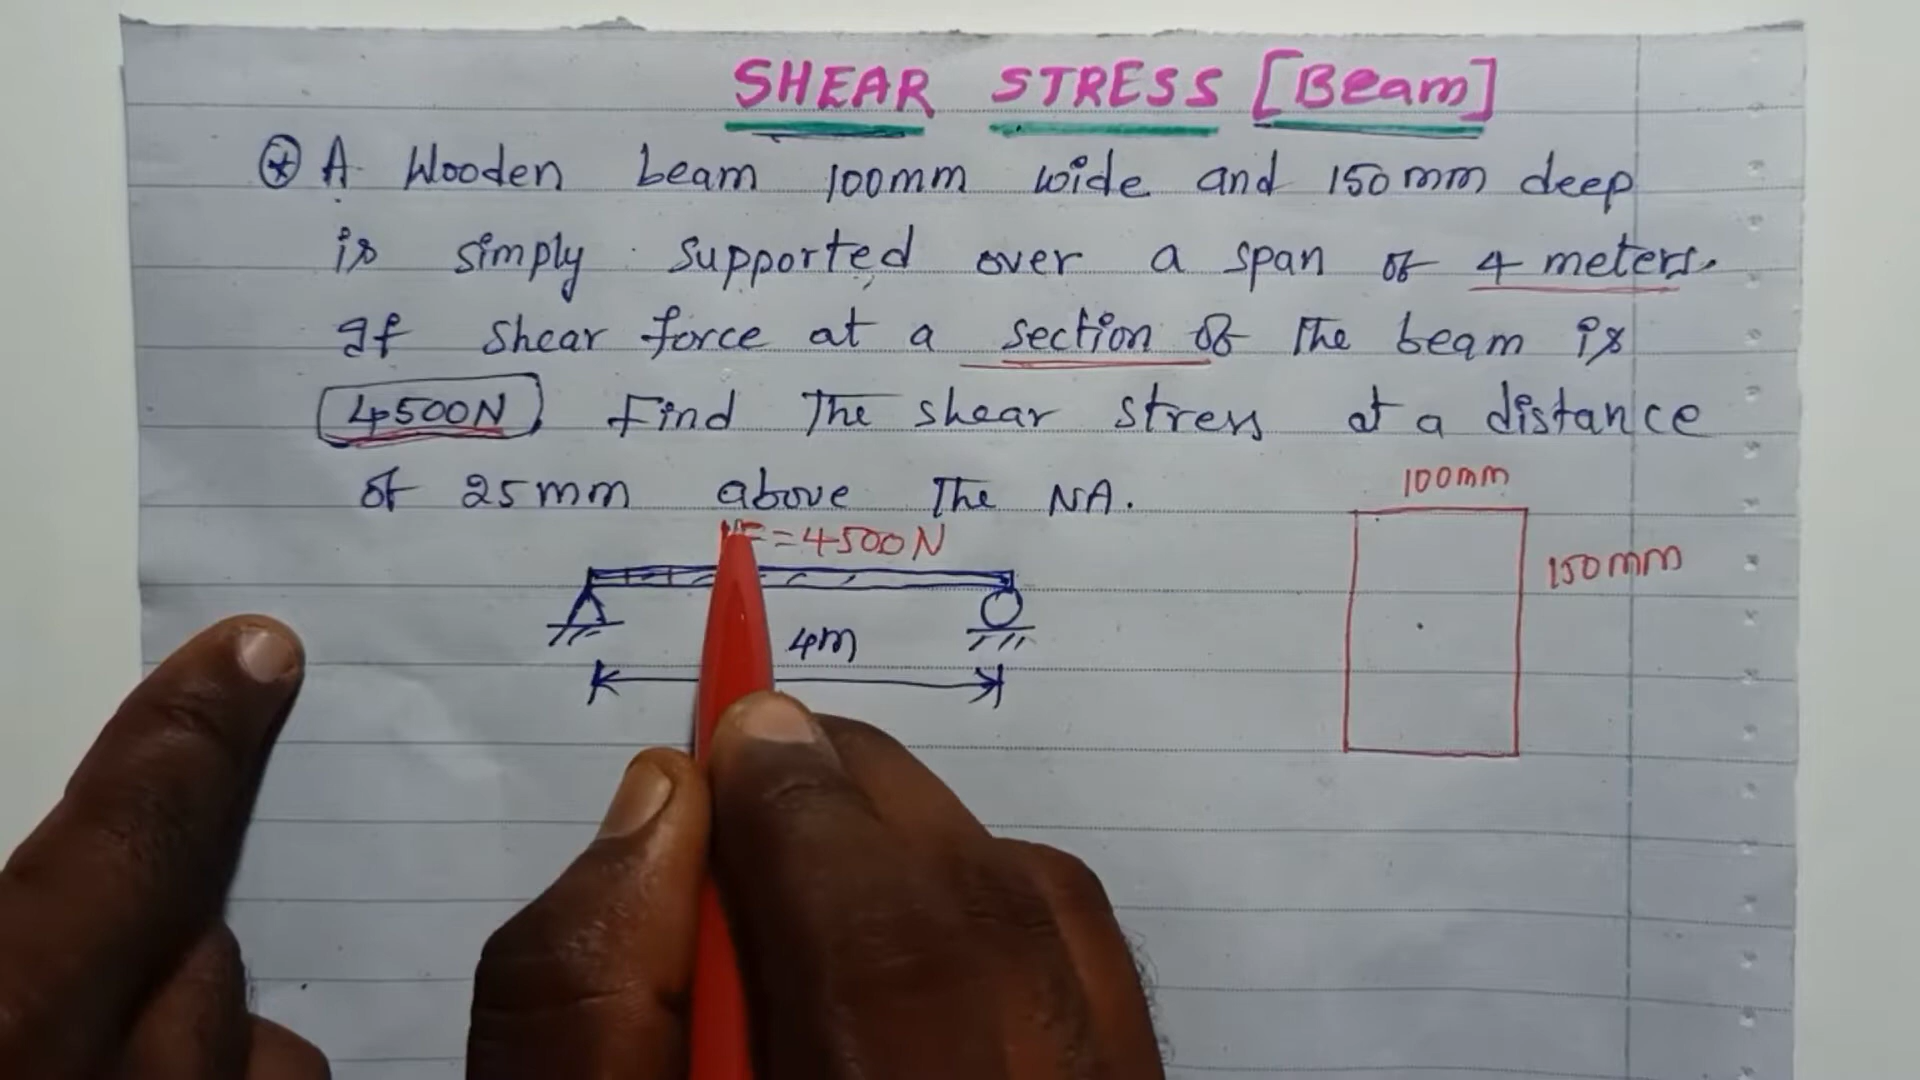 SHEAR STRESS [Beam]
A Wooden beam 100mm wide and 150mm deep
is simply supported over a span of 4 meters.
If shear force at a section of The beam is
4500N Find The shear stress at a distance
of 25mm above The NA.
100mm
F=4500N
150mm
4m